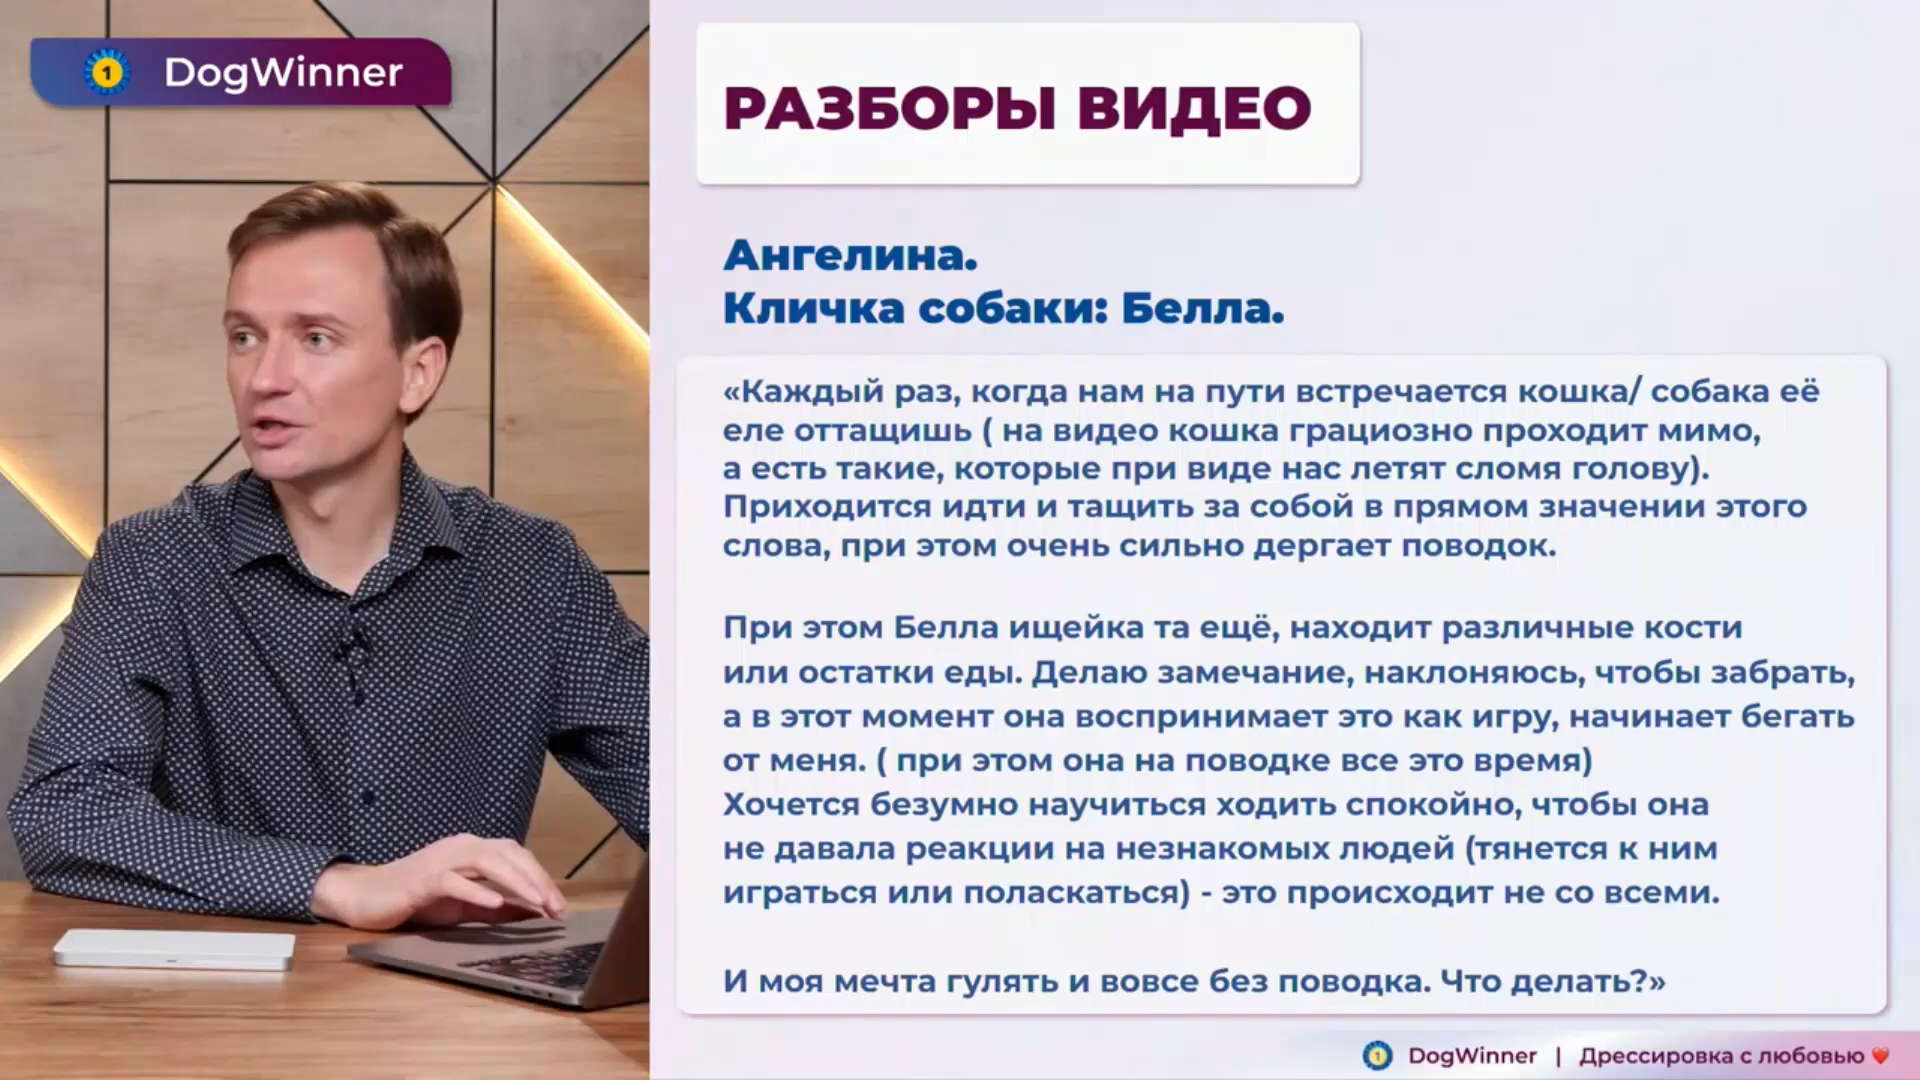 1 DogWinner
РАЗБОРЫ ВИДЕО
Ангелина.
Кличка собаки: Белла.
«Каждый раз, когда нам на пути встречается кошка/ собака её
еле оттащишь ( на видео кошка грациозно проходит мимо,
а есть такие, которые при виде нас летят сломя голову).
Приходится идти и тащить за собой в прямом значении этого
слова, при этом очень сильно дергает поводок.
При этом Белла ищейка та ещё, находит различные кости
или остатки еды. Делаю замечание, наклоняюсь, чтобы забрать,
а в этот момент она воспринимает это как игру, начинает бегать
от меня. ( при этом она на поводке все это время)
Хочется безумно научиться ходить спокойно, чтобы она
не давала реакции на незнакомых людей (тянется к ним
играться или поласкаться) - это происходит не со всеми.
И моя мечта гулять и вовсе без поводка. Что делать?»
1 DogWinner | Дрессировка с любовью ❤️